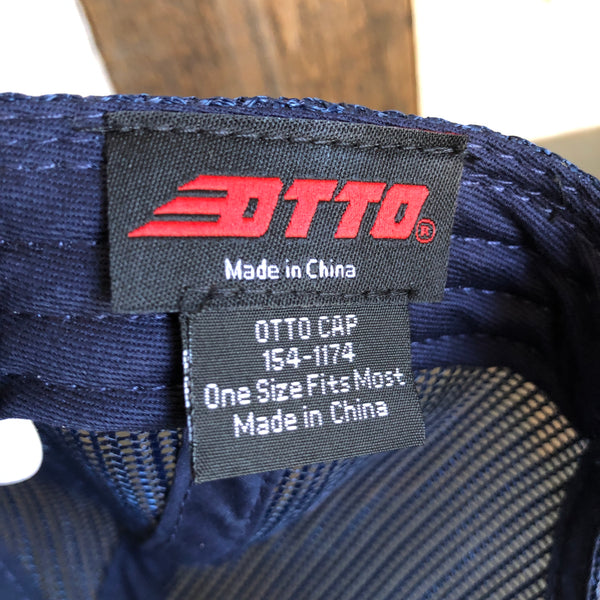 OTTO®
Made in China
OTTO CAP
154-1174
One Size Fits Most
Made in China